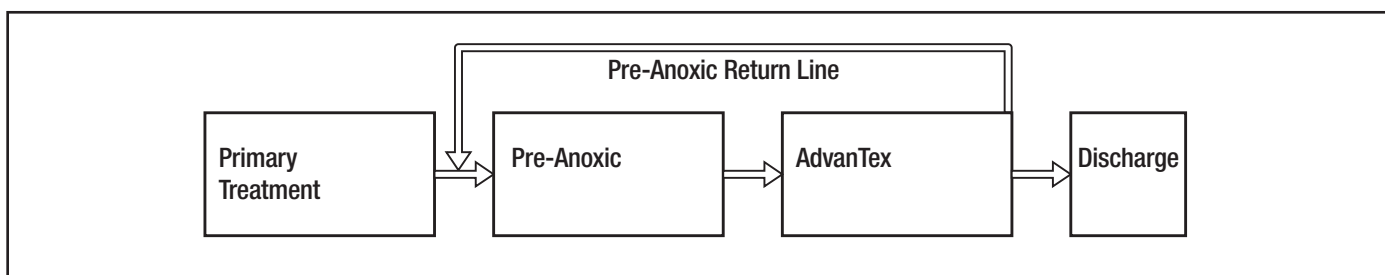 Pre-Anoxic Return Line
Primary
Treatment
Pre-Anoxic
AdvanTex
Discharge